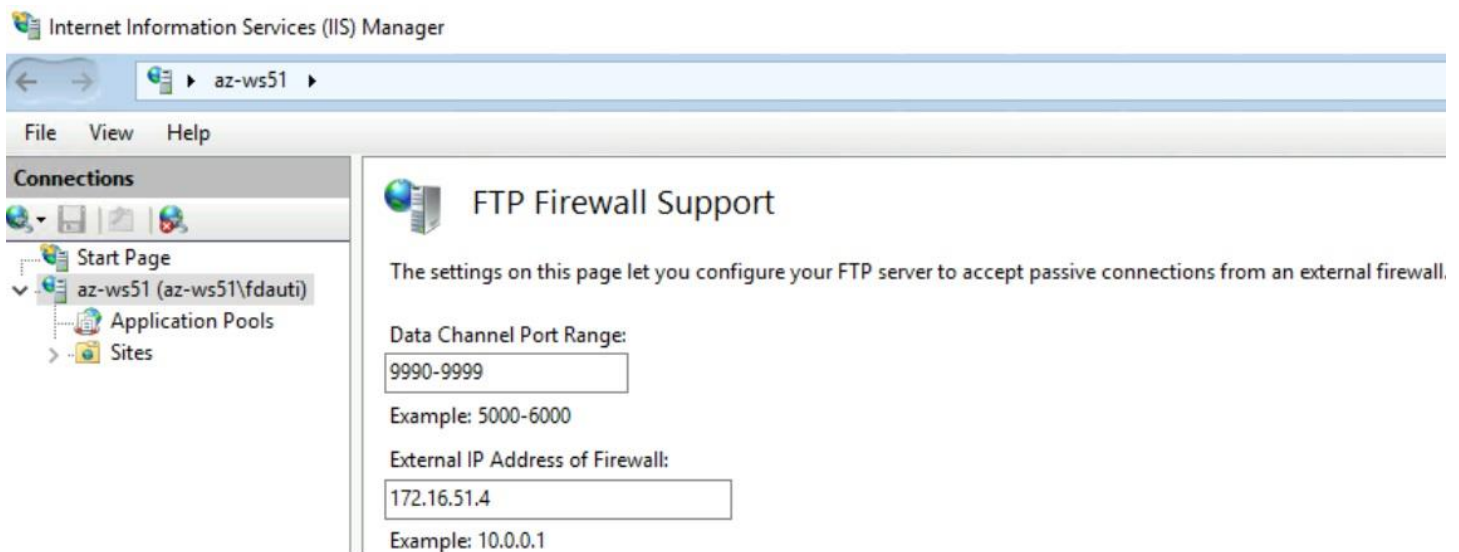 Internet Information Services (IIS) Manager
az-ws51
File View Help
Connections
Start Page
az-ws51 (az-ws51\fdauti)
Application Pools
Sites
FTP Firewall Support
The settings on this page let you configure your FTP server to accept passive connections from an external firewall.
Data Channel Port Range:
9990-9999
Example: 5000-6000
External IP Address of Firewall:
172.16.51.4
Example: 10.0.0.1